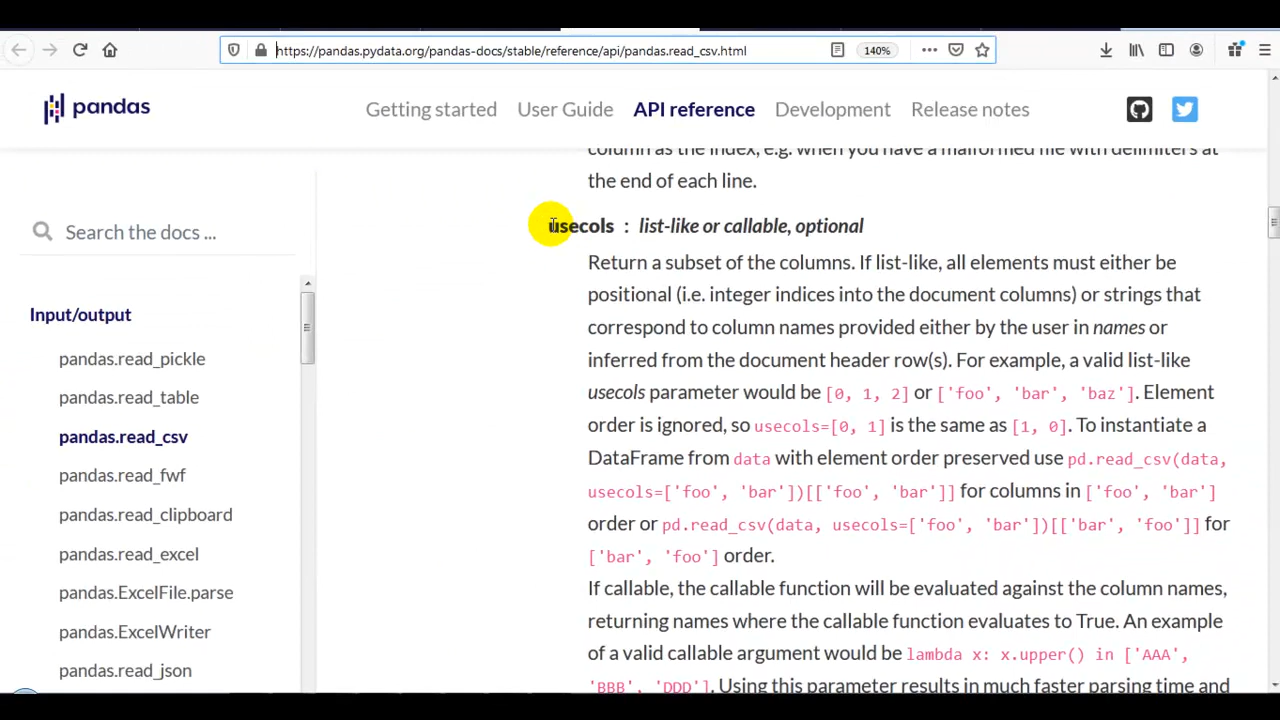 https://pandas.pydata.org/pandas-docs/stable/reference/api/pandas.read_csv.html
140%
pandas
Getting started
User Guide
API reference
Development
Release notes
column as the index, e.g. when you have a malformed file with delimiters at
the end of each line.
Search the docs ...
usecols : list-like or callable, optional
Return a subset of the columns. If list-like, all elements must either be
positional (i.e. integer indices into the document columns) or strings that
correspond to column names provided either by the user in names or
inferred from the document header row(s). For example, a valid list-like
usecols parameter would be [0, 1, 2] or ['foo', 'bar', 'baz']. Element
order is ignored, so usecols=[0, 1] is the same as [1, 0]. To instantiate a
DataFrame from data with element order preserved use pd.read_csv(data,
usecols=['foo', 'bar'])[['foo', 'bar']] for columns in ['foo', 'bar']
order or pd.read_csv(data, usecols=['foo', 'bar'])[['bar', 'foo']] for
['bar', 'foo'] order.
If callable, the callable function will be evaluated against the column names,
returning names where the callable function evaluates to True. An example
of a valid callable argument would be lambda x: x.upper() in ['AAA',
'BBB', 'DDD']. Using this parameter results in much faster parsing time and
Input/output
pandas.read_pickle
pandas.read_table
pandas.read_csv
pandas.read_fwf
pandas.read_clipboard
pandas.read_excel
pandas.ExcelFile.parse
pandas.ExcelWriter
pandas.read_json